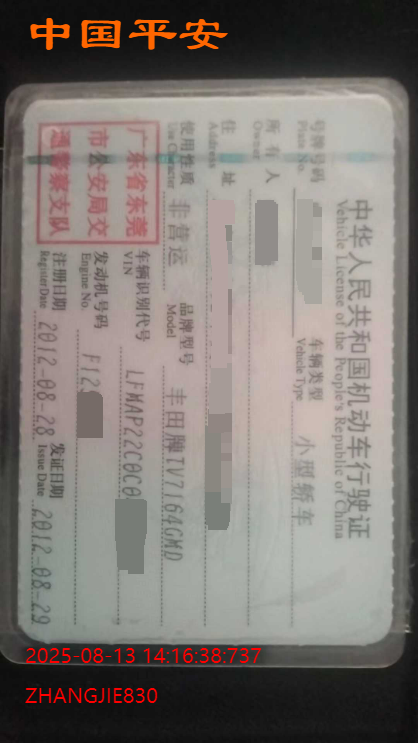 中国平安
中华人民共和国机动车行驶证
Vehicle License of the People's Republic of China
号牌号码
Plate No.
车辆类型 小型轿车
Vehicle Type
所有人
Owner
住址
Address
使用性质 非营运
Use Character
品牌型号 丰田牌TV7164GMD
Model
广东省东莞
市公安局交
通警察支队
车辆识别代号 LFMAP22C0C0
VIN
发动机号码 F12
Engine No.
注册日期 2012-08-28
Register Date
发证日期 2012-08-29
Issue Date
2025-08-13 14:16:38:737
ZHANGJIE830